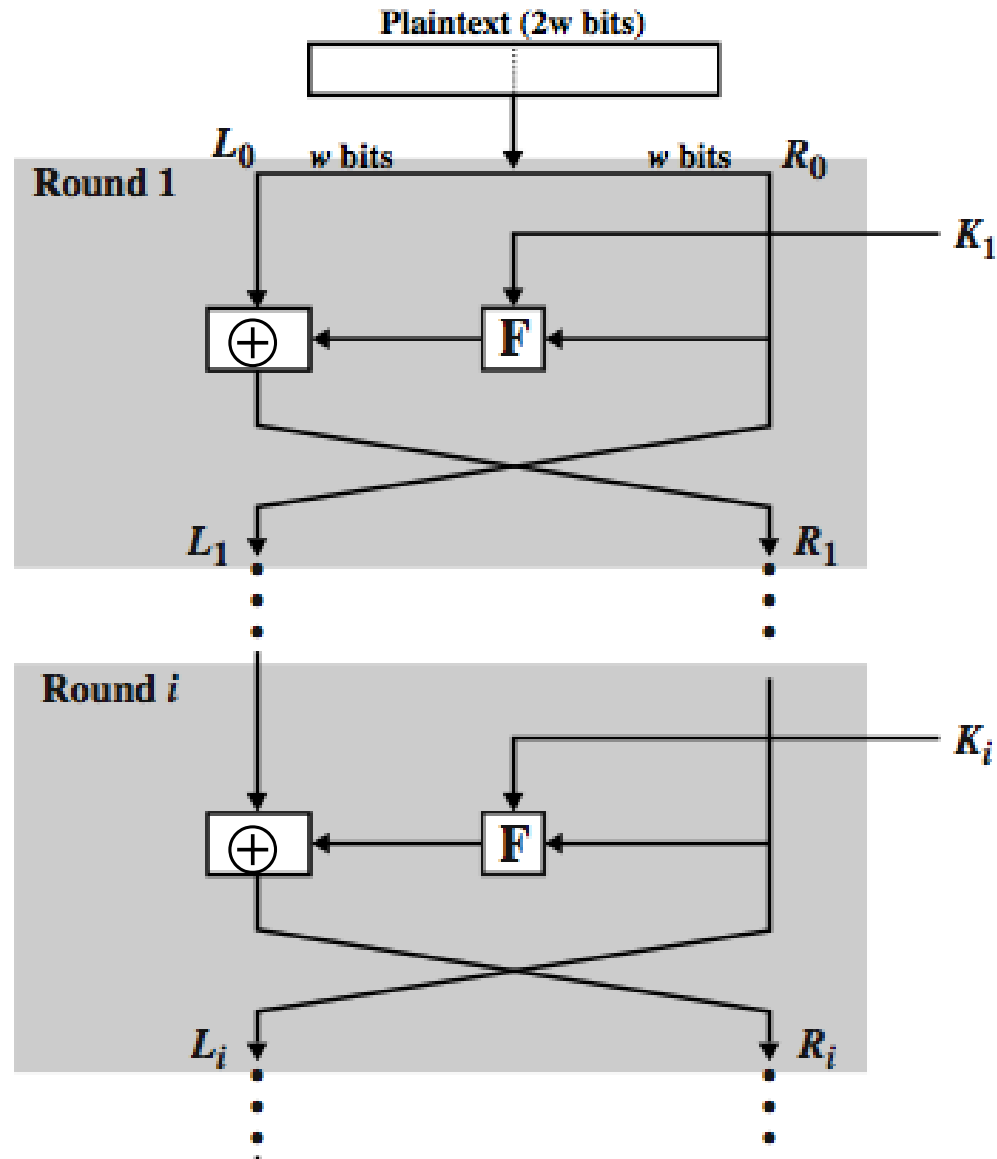 Plaintext (2w bits)
L₀ w bits w bits R₀
Round 1
K₁
⊕ F
L₁ R₁
Round i
Kᵢ
⊕ F
Lᵢ Rᵢ